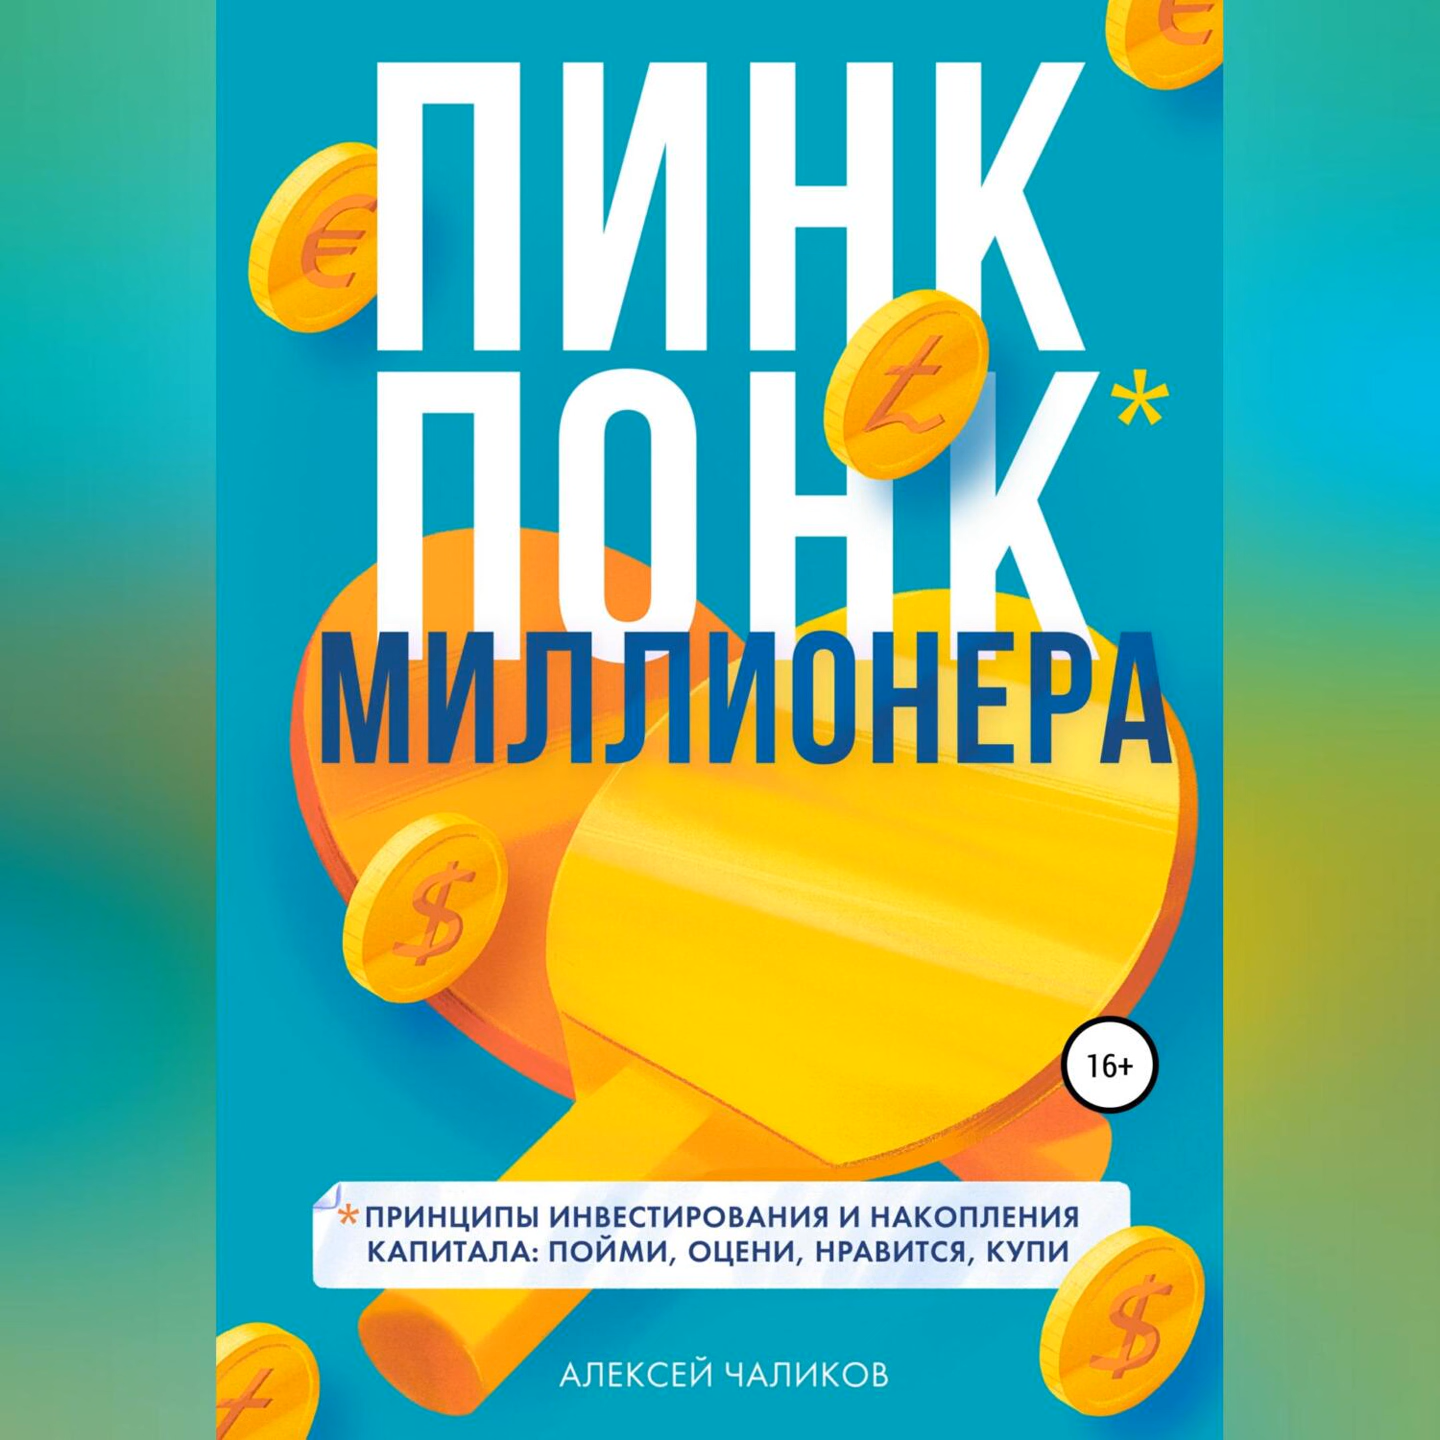 ПИНК
ПОНК*
МИЛЛИОНЕРА
16+
*ПРИНЦИПЫ ИНВЕСТИРОВАНИЯ И НАКОПЛЕНИЯ
КАПИТАЛА: ПОЙМИ, ОЦЕНИ, НРАВИТСЯ, КУПИ
АЛЕКСЕЙ ЧАЛИКОВ